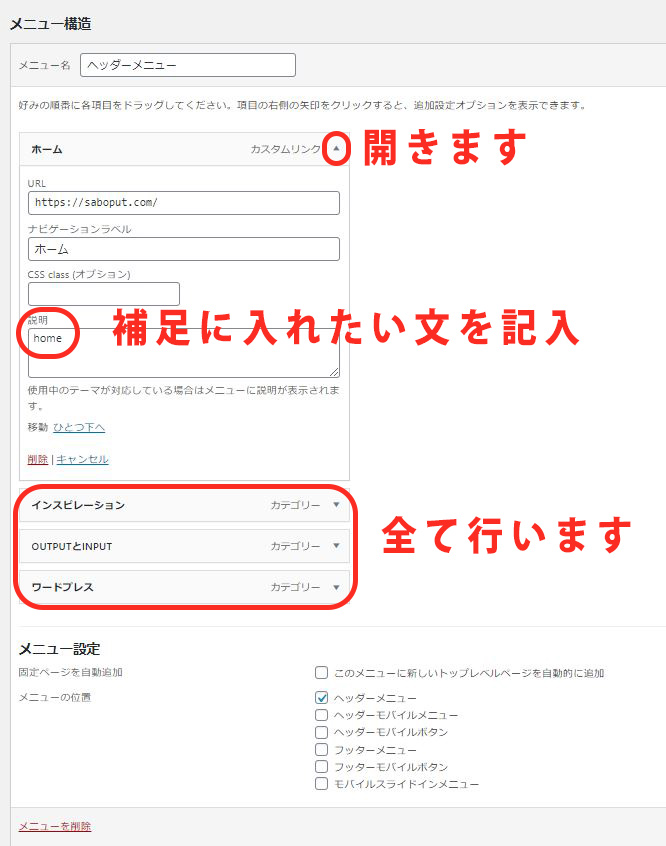 メニュー構造
メニュー名 ヘッダーメニュー
好みの順番に各項目をドラッグしてください。項目の右側の矢印をクリックすると、追加設定オプションを表示できます。
ホーム カスタムリンク ▲ 開きます
URL
https://saboput.com/
ナビゲーションラベル
ホーム
CSS class (オプション)
説明
補足に入れたい文を記入
home
使用中のテーマが対応している場合はメニューに説明が表示されま
す。
移動 ひとつ下へ
削除 | キャンセル
インスピレーション カテゴリー ▼
全て行います
OUTPUTとINPUT カテゴリー ▼
ワードプレス カテゴリー ▼
メニュー設定
固定ページを自動追加 このメニューに新しいトップレベルページを自動的に追加
メニューの位置 ヘッダーメニュー
ヘッダーモバイルメニュー
ヘッダーモバイルボタン
フッターメニュー
フッターモバイルボタン
モバイルスライドインメニュー
メニューを削除